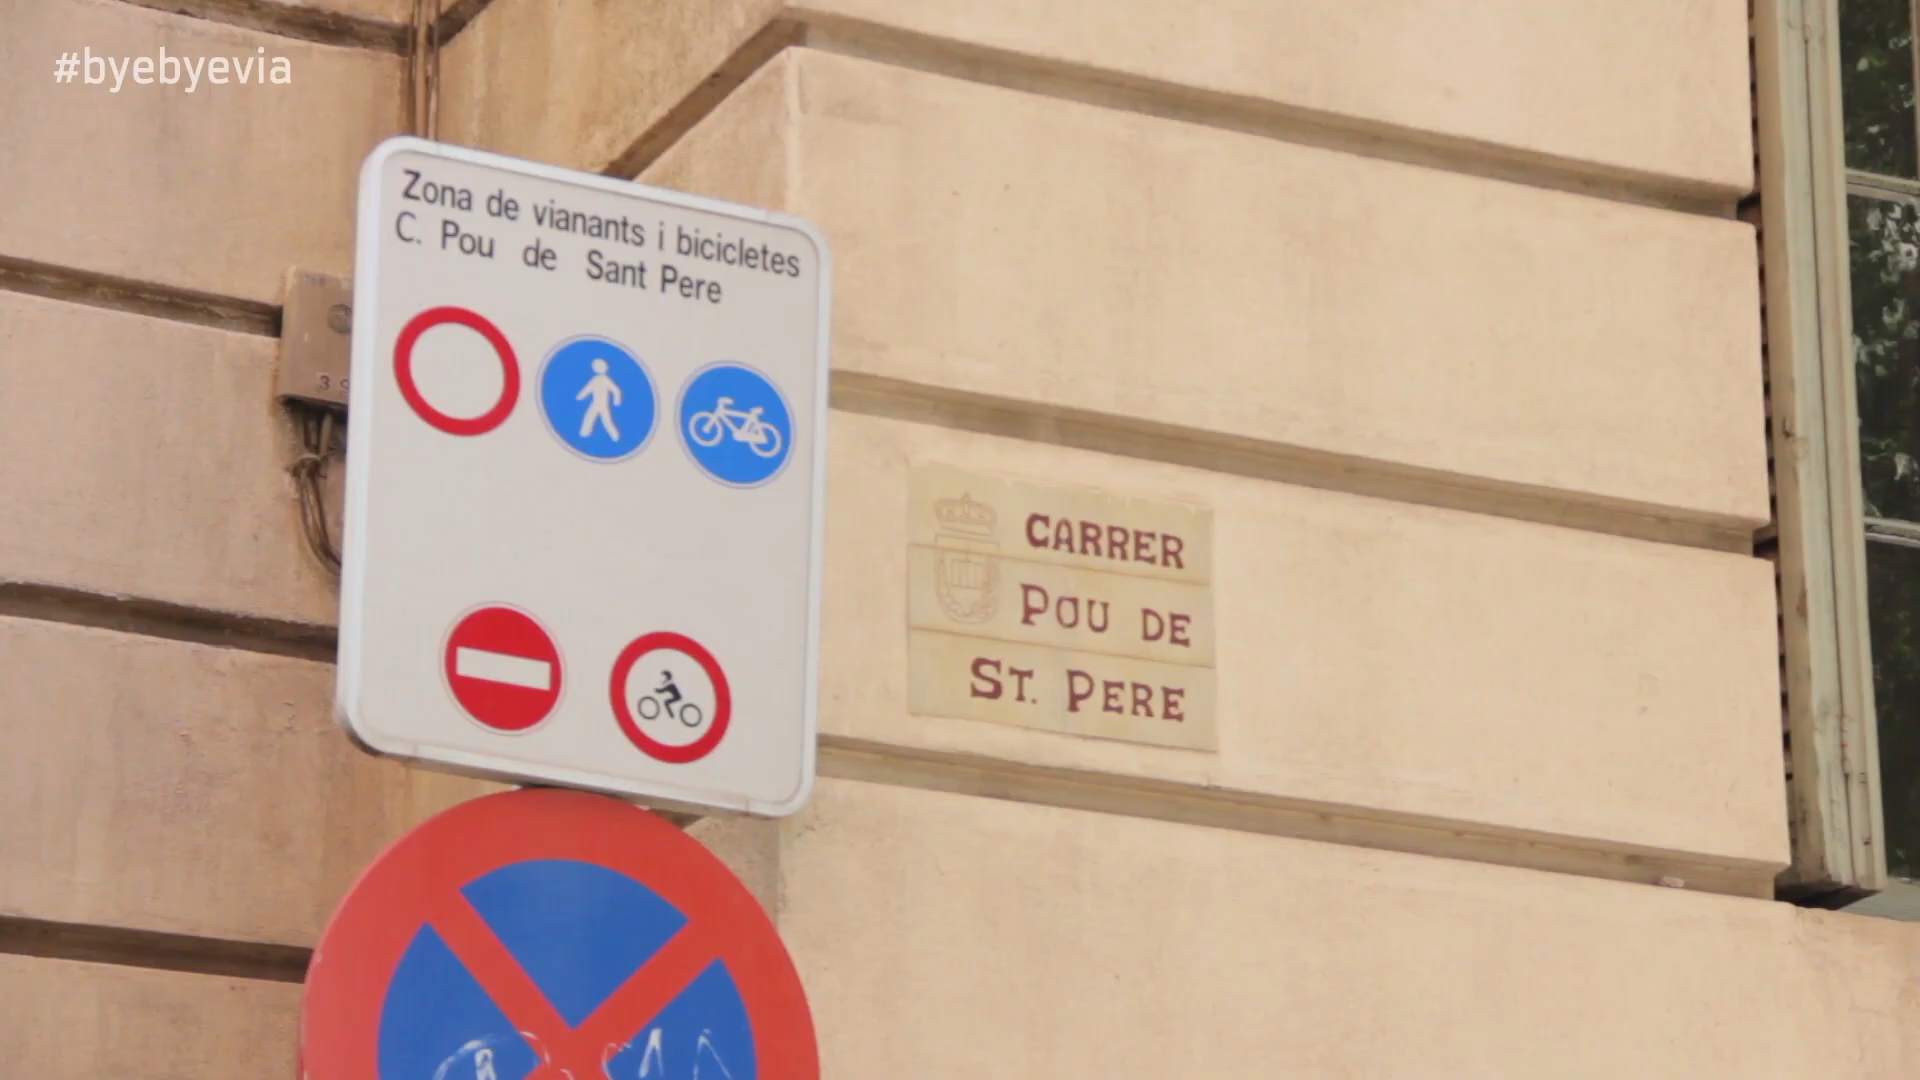 #byebyevia
Zona de vianants i bicicletes
C. Pou de Sant Pere
CARRER
POU DE
ST. PERE